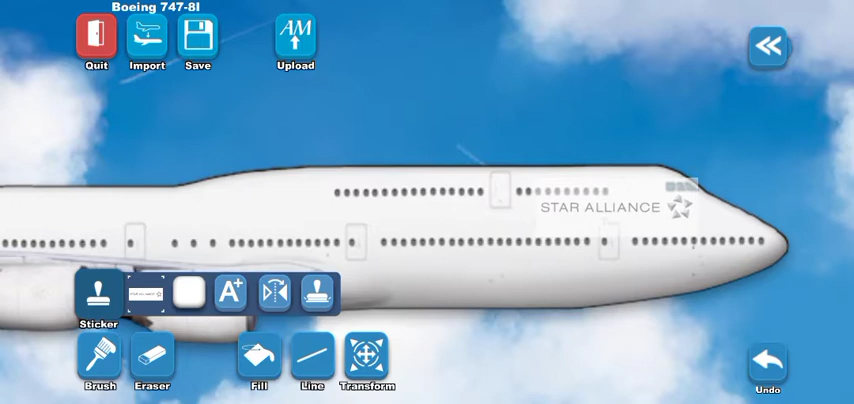 Boeing 747-8I
Quit
Import
Save
AM
Upload
STAR ALLIANCE
A+
Sticker
Brush
Eraser
Fill
Line
Transform
Undo